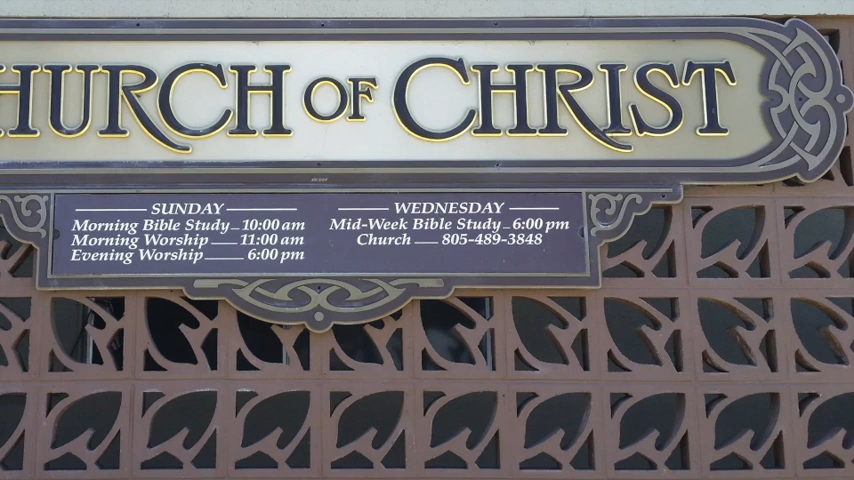 CHURCH OF CHRIST
SUNDAY
Morning Bible Study 10:00 am
Morning Worship 11:00 am
Evening Worship 6:00 pm
WEDNESDAY
Mid-Week Bible Study 6:00 pm
Church 805-489-3848